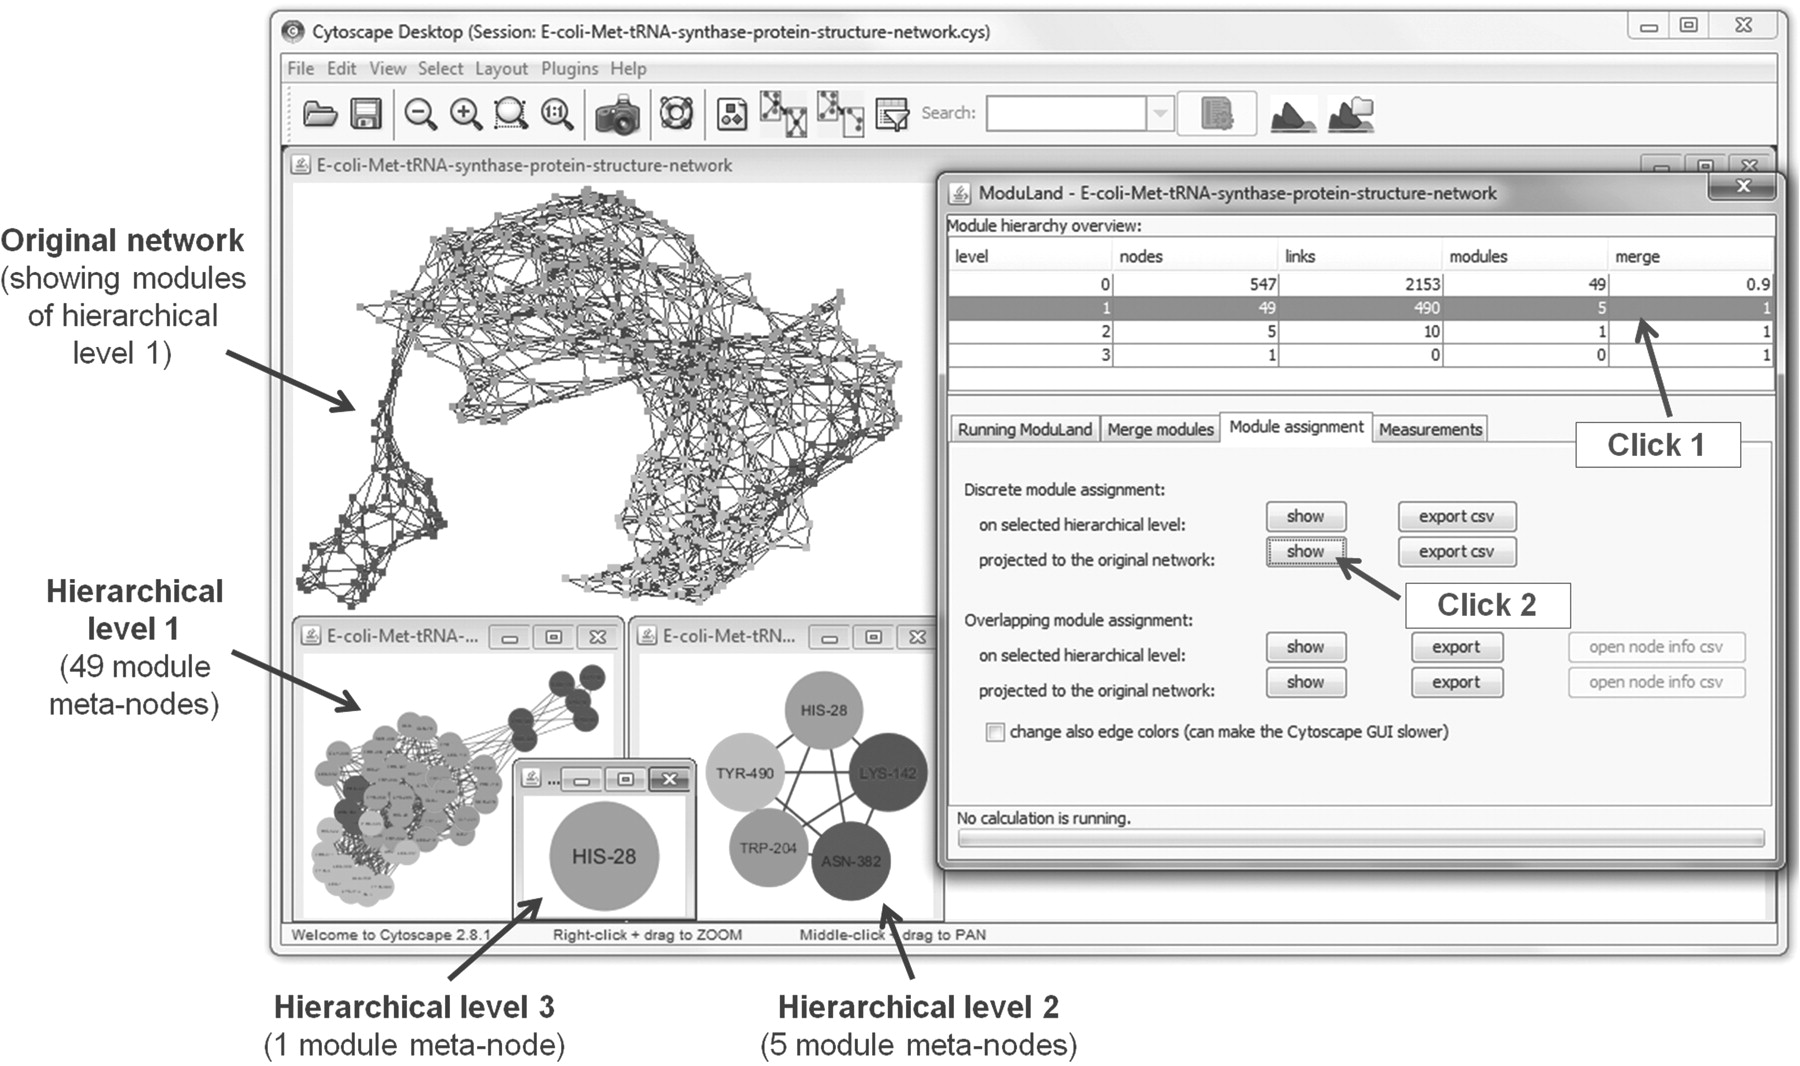 Cytoscape Desktop (Session: E-coli-Met-tRNA-synthase-protein-structure-network.cys)
File Edit View Select Layout Plugins Help
1:1
Search:
E-coli-Met-tRNA-synthase-protein-structure-network
ModuLand - E-coli-Met-tRNA-synthase-protein-structure-network
Module hierarchy overview:
level nodes links modules merge
0 547 2153 49 0.9
1 49 490 5 1
2 5 10 1 1
3 1 0 0 1
Click 1
Running ModuLand Merge modules Module assignment Measurements
Discrete module assignment:
on selected hierarchical level: show export csv
projected to the original network: show export csv
Click 2
Overlapping module assignment:
on selected hierarchical level: show export open node info csv
projected to the original network: show export open node info csv
change also edge colors (can make the Cytoscape GUI slower)
No calculation is running.
Original network
(showing modules
of hierarchical
level 1)
Hierarchical
level 1
(49 module
meta-nodes)
E-coli-Met-tRNA-...
E-coli-Met-tRN...
HIS-28
TYR-490
LYS-142
TRP-204
ASN-382
...
HIS-28
Welcome to Cytoscape 2.8.1 Right-click + drag to ZOOM Middle-click + drag to PAN
Hierarchical level 3
(1 module meta-node)
Hierarchical level 2
(5 module meta-nodes)